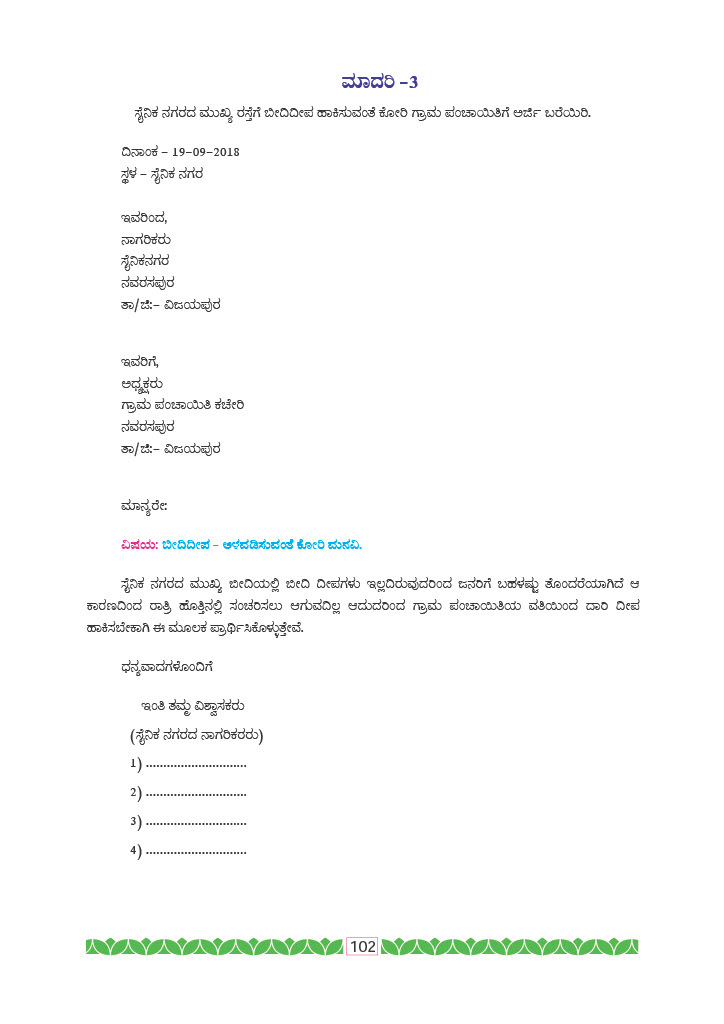 ಮಾದರಿ –3
ಸೈನಿಕ ನಗರದ ಮುಖ್ಯ ರಸ್ತೆಗೆ ಬೀದಿದೀಪ ಹಾಕಿಸುವಂತೆ ಕೋರಿ ಗ್ರಾಮ ಪಂಚಾಯಿತಿಗೆ ಅರ್ಜಿ ಬರೆಯಿರಿ.
ದಿನಾಂಕ – 19–09–2018
ಸ್ಥಳ – ಸೈನಿಕ ನಗರ
ಇವರಿಂದ,
ನಾಗರಿಕರು
ಸೈನಿಕನಗರ
ನವರಸಪುರ
ತಾ/ಜಿ:– ವಿಜಯಪುರ
ಇವರಿಗೆ,
ಅಧ್ಯಕ್ಷರು
ಗ್ರಾಮ ಪಂಚಾಯಿತಿ ಕಚೇರಿ
ನವರಸಪುರ
ತಾ/ಜಿ:– ವಿಜಯಪುರ
ಮಾನ್ಯರೇ:
ವಿಷಯ: ಬೀದಿದೀಪ – ಅಳವಡಿಸುವಂತೆ ಕೋರಿ ಮನವಿ.
ಸೈನಿಕ ನಗರದ ಮುಖ್ಯ ಬೀದಿಯಲ್ಲಿ ಬೀದಿ ದೀಪಗಳು ಇಲ್ಲದಿರುವುದರಿಂದ ಜನರಿಗೆ ಬಹಳಷ್ಟು ತೊಂದರೆಯಾಗಿದೆ ಆ
ಕಾರಣದಿಂದ ರಾತ್ರಿ ಹೊತ್ತಿನಲ್ಲಿ ಸಂಚರಿಸಲು ಆಗುವದಿಲ್ಲ ಆದುದರಿಂದ ಗ್ರಾಮ ಪಂಚಾಯಿತಿಯ ವತಿಯಿಂದ ದಾರಿ ದೀಪ
ಹಾಕಿಸಬೇಕಾಗಿ ಈ ಮೂಲಕ ಪ್ರಾರ್ಥಿಸಿಕೊಳ್ಳುತ್ತೇವೆ.
ಧನ್ಯವಾದಗಳೊಂದಿಗೆ
ಇಂತಿ ತಮ್ಮ ವಿಶ್ವಾಸಕರು
(ಸೈನಿಕ ನಗರದ ನಾಗರಿಕರರು)
1) .............................
2) .............................
3) .............................
4) .............................
102